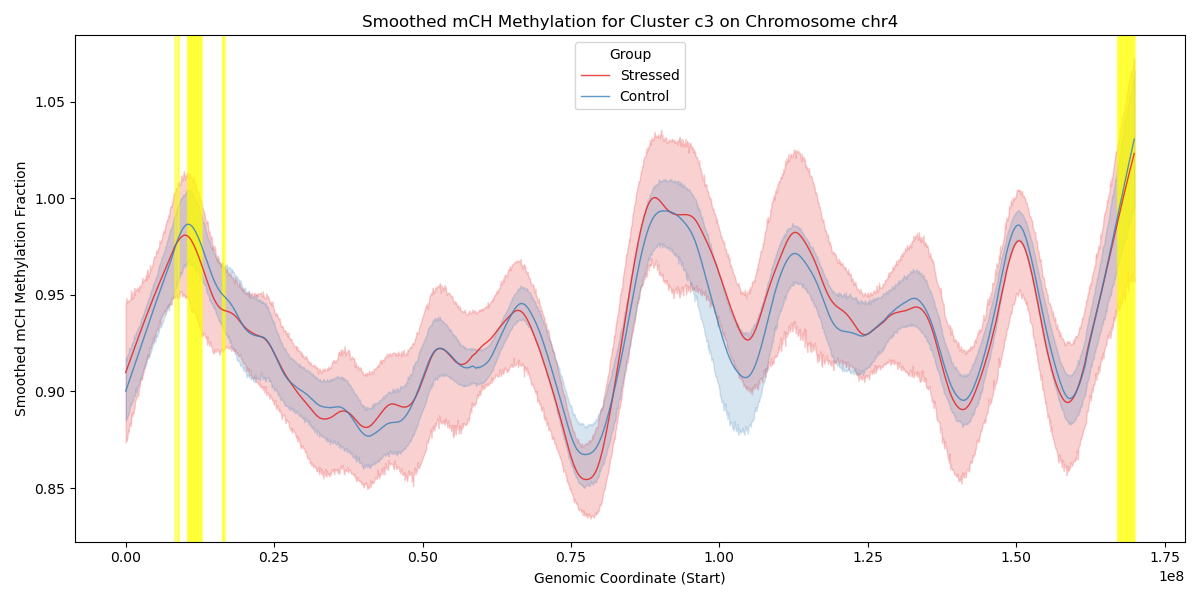 Smoothed mCH Methylation for Cluster c3 on Chromosome chr4
Group
Stressed
Control
Smoothed mCH Methylation Fraction
1.05
1.00
0.95
0.90
0.85
0.00 0.25 0.50 0.75 1.00 1.25 1.50 1.75
1e8
Genomic Coordinate (Start)